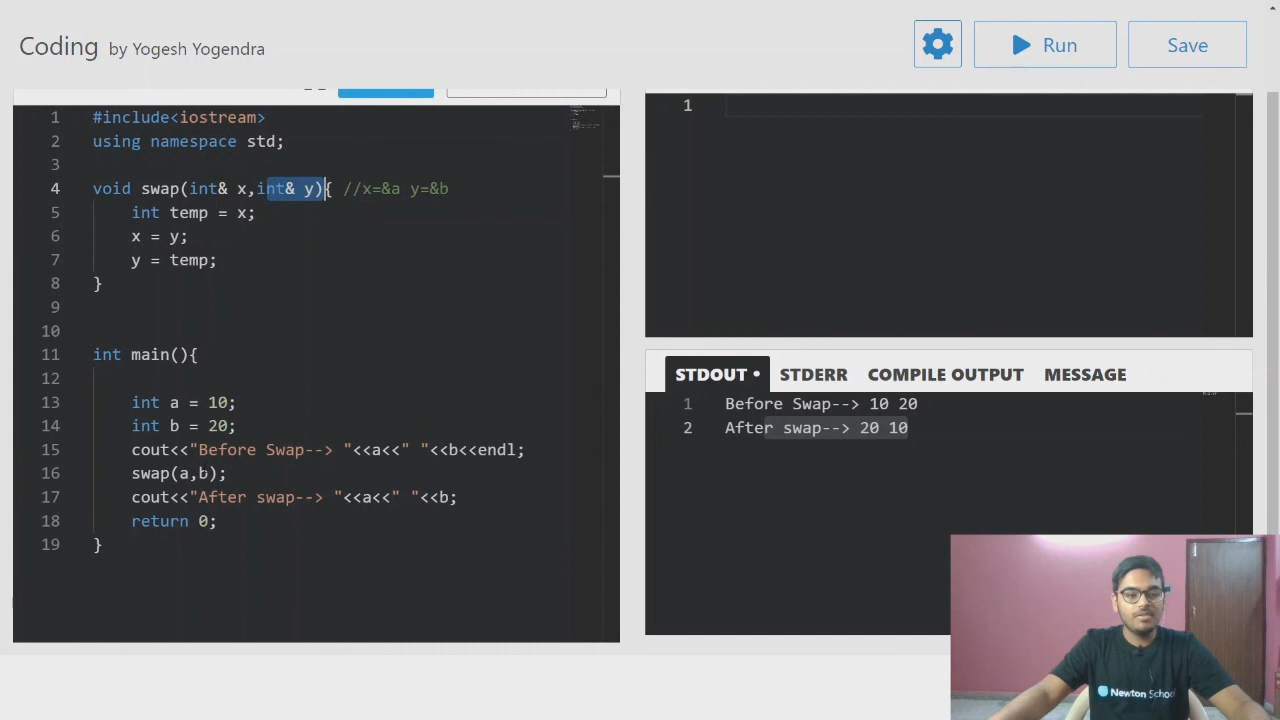 Coding by Yogesh Yogendra
Run
Save
1 #include<iostream>
2 using namespace std;
3
4 void swap(int& x,int& y){ //x=&a y=&b
5 int temp = x;
6 x = y;
7 y = temp;
8 }
9
10
11 int main(){
12
13 int a = 10;
14 int b = 20;
15 cout<<"Before Swap--> "<<a<<" "<<b<<endl;
16 swap(a,b);
17 cout<<"After swap--> "<<a<<" "<<b;
18 return 0;
19 }
1
STDOUT • STDERR COMPILE OUTPUT MESSAGE
1 Before Swap--> 10 20
2 After swap--> 20 10
Newton School